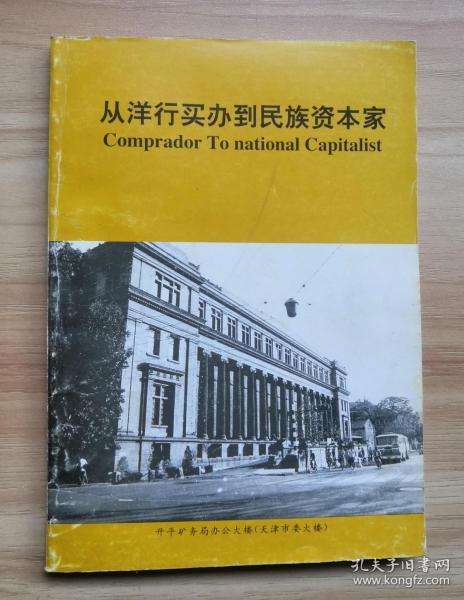 从洋行买办到民族资本家
Comprador To national Capitalist
开平矿务局办公大楼(天津市委大楼)
孔夫子旧书网
www.kongfz.com